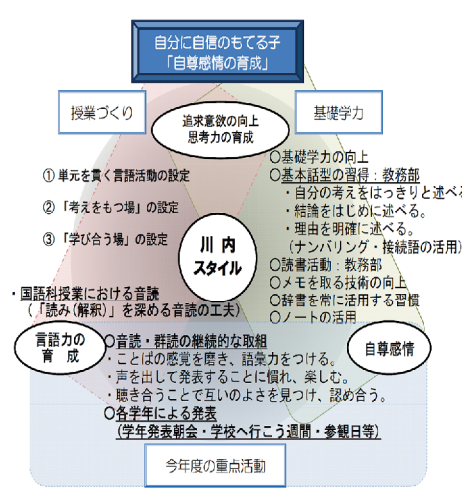 自分に自信のもてる子
「自尊感情の育成」
授業づくり
追求意欲の向上
思考力の育成
基礎学力
① 単元を貫く言語活動の設定
② 「考えをもつ場」の設定
③ 「学び合う場」の設定
川内
スタイル
〇基礎学力の向上
〇基本話型の習得：教務部
・自分の考えをはっきりと述べる
・結論をはじめに述べる。
・理由を明確に述べる。
（ナンバリング・接続語の活用）
〇読書活動：教務部
〇メモを取る技術の向上
〇辞書を常に活用する習慣
〇ノートの活用
・国語科授業における音読
（「読み（解釈）」を深める音読の工夫）
言語力の
育　成
自尊感情
〇音読・群読の継続的な取組
・ことばの感覚を磨き、語彙力をつける。
・声を出して発表することに慣れ、楽しむ。
・聴き合うことで互いのよさを見つけ、認め合う。
〇各学年による発表
（学年発表朝会・学校へ行こう週間・参観日等）
今年度の重点活動